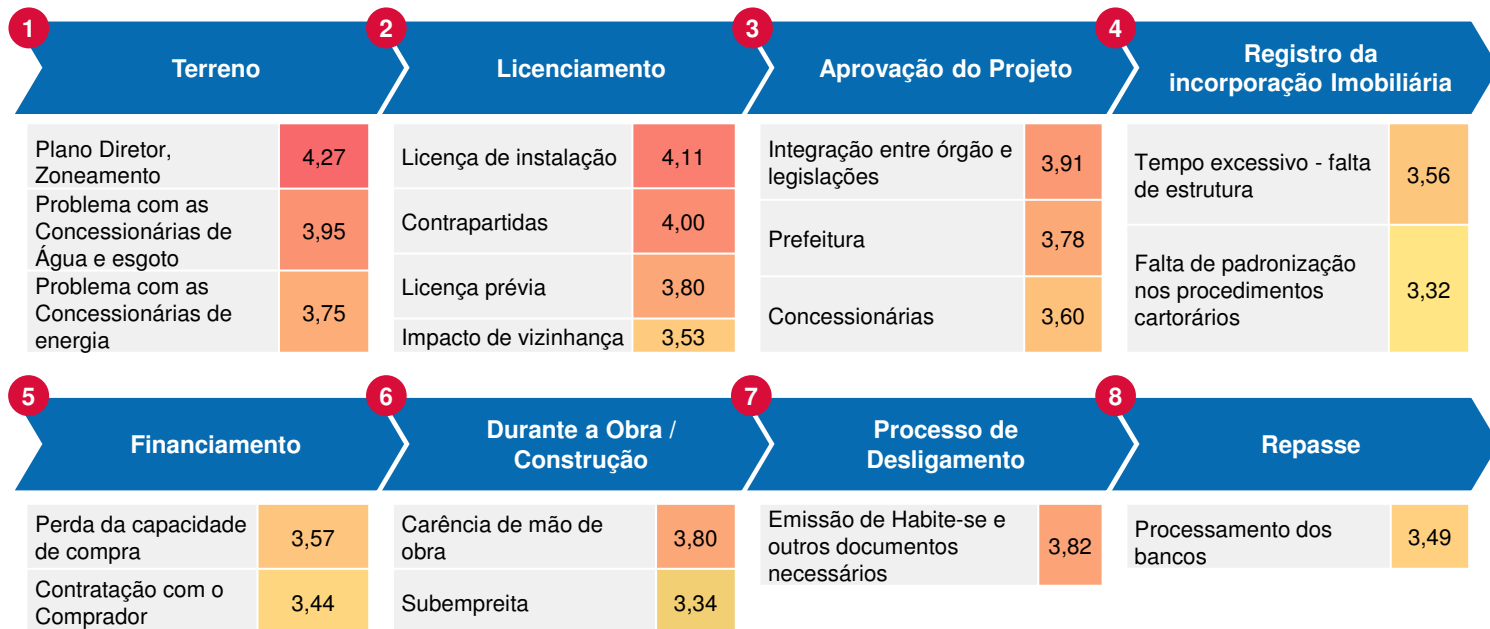 1
Terreno
Plano Diretor,
Zoneamento
4,27
Problema com as
Concessionárias de
Água e esgoto
3,95
Problema com as
Concessionárias de
energia
3,75
2
Licenciamento
Licença de instalação
4,11
Contrapartidas
4,00
Licença prévia
3,80
Impacto de vizinhança
3,53
3
Aprovação do Projeto
Integração entre órgão e
legislações
3,91
Prefeitura
3,78
Concessionárias
3,60
4
Registro da
incorporação Imobiliária
Tempo excessivo - falta
de estrutura
3,56
Falta de padronização
nos procedimentos
cartorários
3,32
5
Financiamento
Perda da capacidade
de compra
3,57
Contratação com o
Comprador
3,44
6
Durante a Obra /
Construção
Carência de mão de
obra
3,80
Subempreita
3,34
7
Processo de
Desligamento
Emissão de Habite-se e
outros documentos
necessários
3,82
8
Repasse
Processamento dos
bancos
3,49